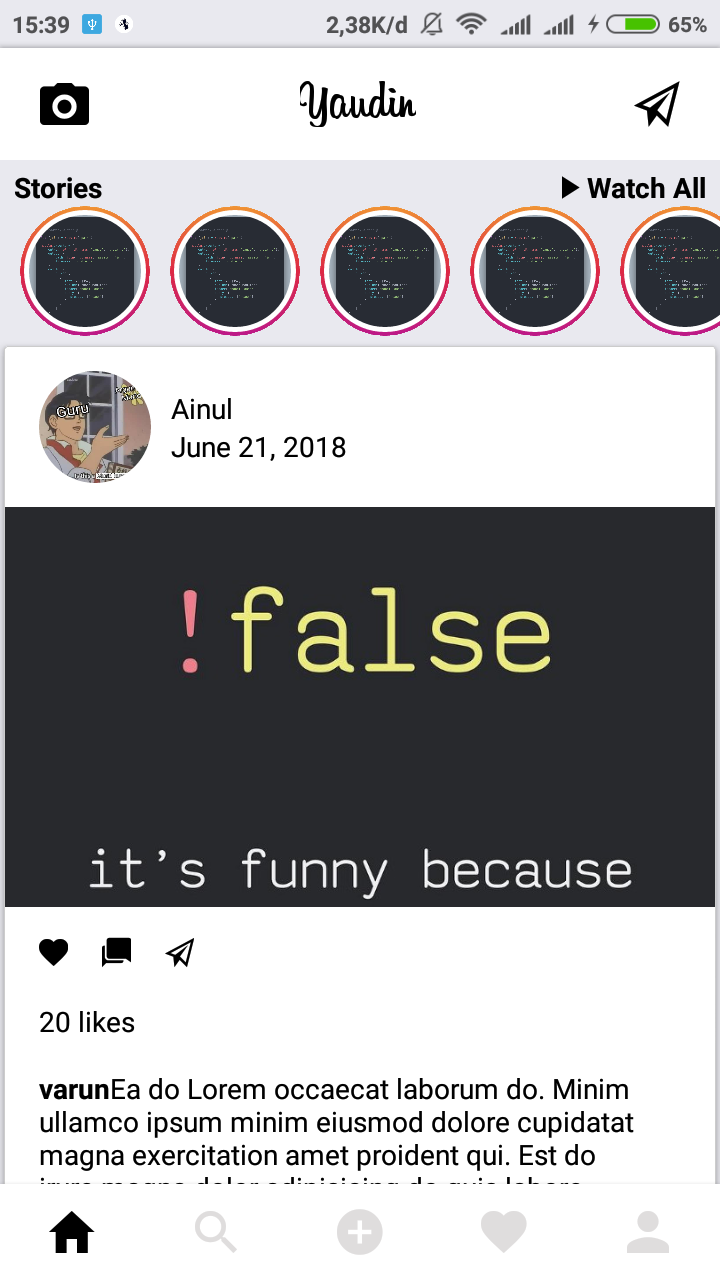 15:39 2,38K/d 65%
Yaudin
Stories Watch All
Guru
Ainul
June 21, 2018
!false
it's funny because
20 likes
varunEa do Lorem occaecat laborum do. Minim
ullamco ipsum minim eiusmod dolore cupidatat
magna exercitation amet proident qui. Est do